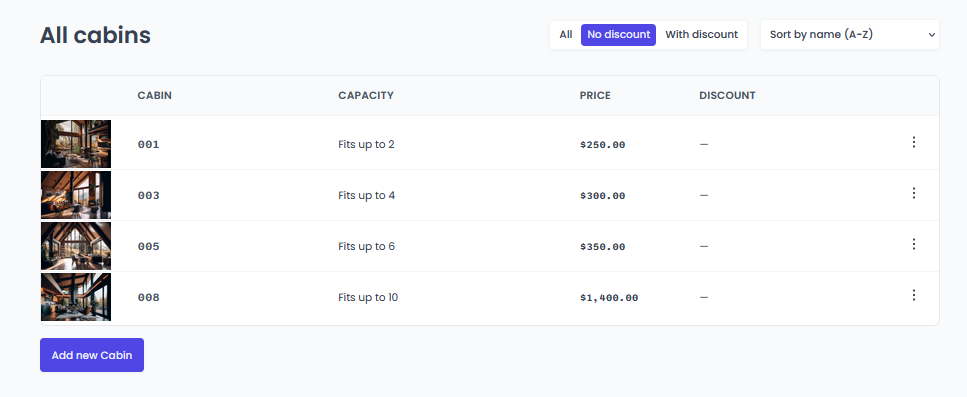 All cabins
All No discount With discount Sort by name (A-Z)
CABIN CAPACITY PRICE DISCOUNT
001 Fits up to 2 $250.00 —
003 Fits up to 4 $300.00 —
005 Fits up to 6 $350.00 —
008 Fits up to 10 $1,400.00 —
Add new Cabin